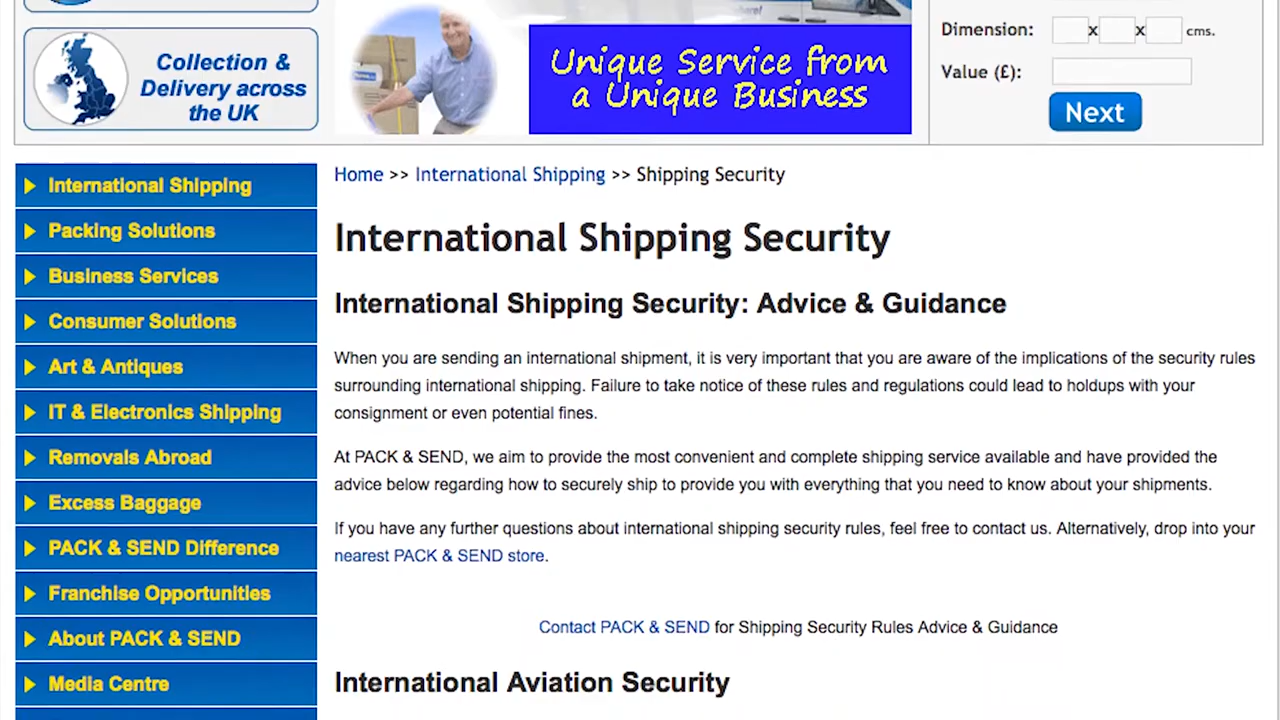 Collection &
Delivery across
the UK
Unique Service from
a Unique Business
Dimension: x x cms.
Value (£):
Next
International Shipping
Packing Solutions
Business Services
Consumer Solutions
Art & Antiques
IT & Electronics Shipping
Removals Abroad
Excess Baggage
PACK & SEND Difference
Franchise Opportunities
About PACK & SEND
Media Centre
Home >> International Shipping >> Shipping Security
International Shipping Security
International Shipping Security: Advice & Guidance
When you are sending an international shipment, it is very important that you are aware of the implications of the security rules
surrounding international shipping. Failure to take notice of these rules and regulations could lead to holdups with your
consignment or even potential fines.
At PACK & SEND, we aim to provide the most convenient and complete shipping service available and have provided the
advice below regarding how to securely ship to provide you with everything that you need to know about your shipments.
If you have any further questions about international shipping security rules, feel free to contact us. Alternatively, drop into your
nearest PACK & SEND store.
Contact PACK & SEND for Shipping Security Rules Advice & Guidance
International Aviation Security